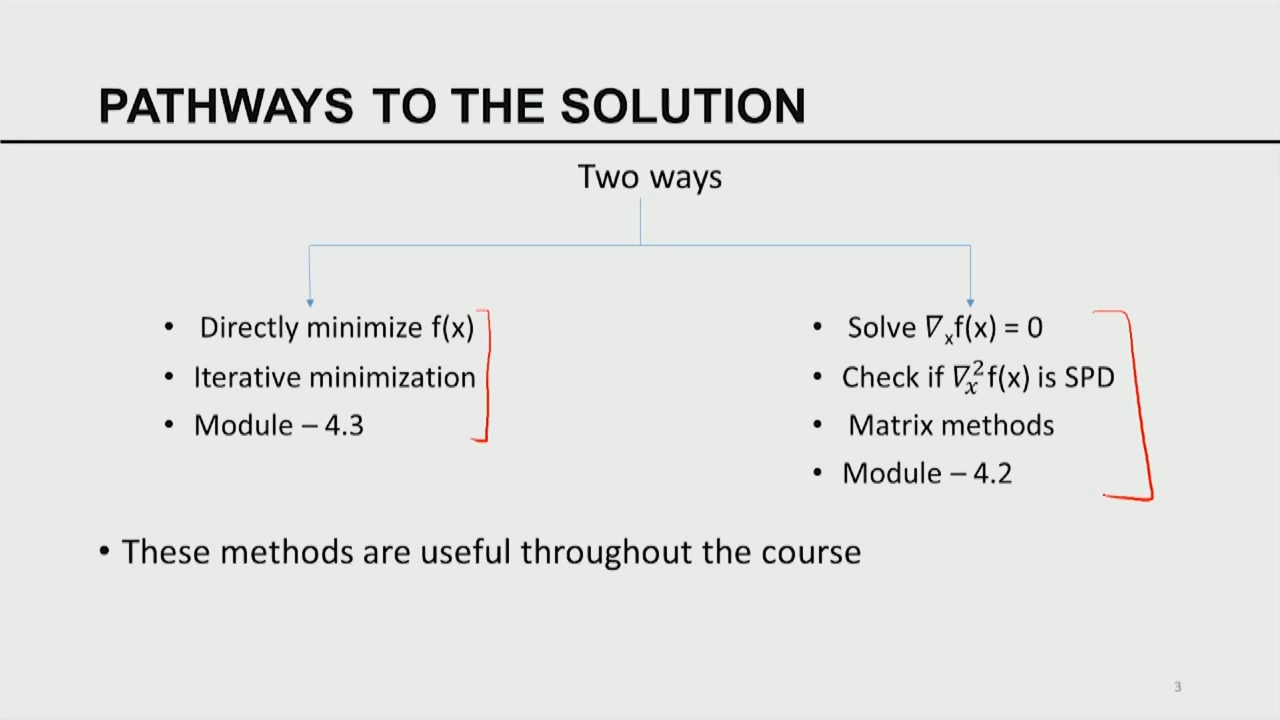 PATHWAYS TO THE SOLUTION
Two ways
• Directly minimize f(x)
• Iterative minimization
• Module – 4.3
• Solve ∇ₓf(x) = 0
• Check if ∇ₓ²f(x) is SPD
• Matrix methods
• Module – 4.2
• These methods are useful throughout the course
3